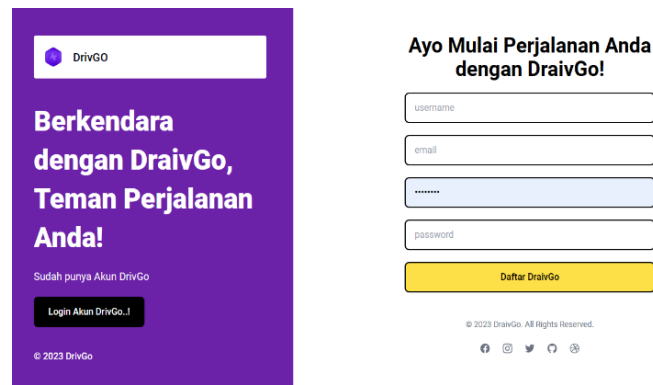 DrivGO
Berkendara
dengan DraivGo,
Teman Perjalanan
Anda!
Sudah punya Akun DrivGo
Login Akun DrivGo..!
© 2023 DrivGo
Ayo Mulai Perjalanan Anda
dengan DraivGo!
username
email
••••••••
password
Daftar DraivGo
© 2023 DraivGo. All Rights Reserved.